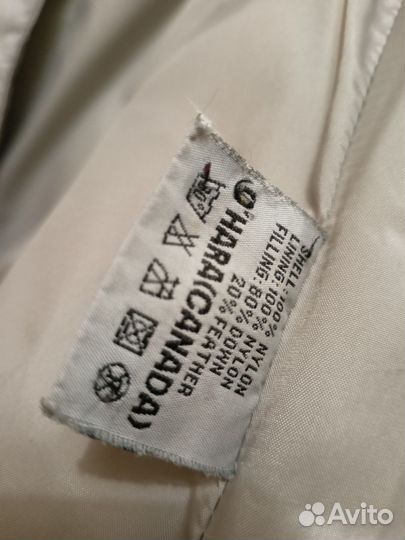 HARA(CANADA)
SHELL: 100% NYLON
LINING: 100% NYLON
FILLING: 80% DOWN
20% FEATHER
Avito